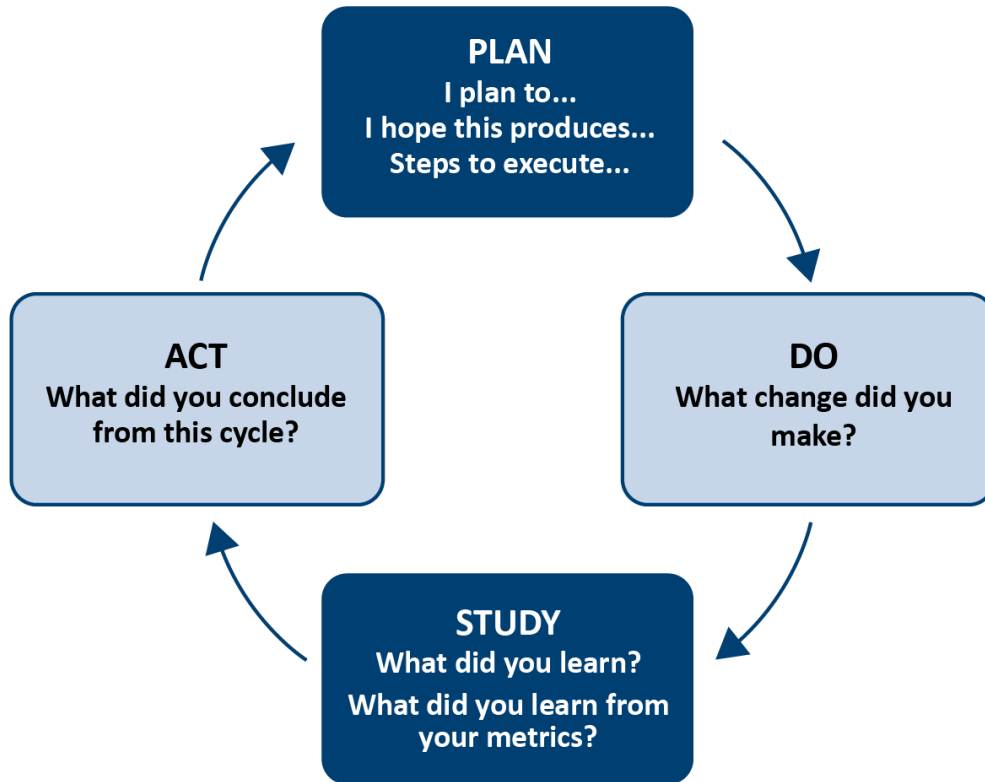 PLAN
I plan to...
I hope this produces...
Steps to execute...
DO
What change did you
make?
STUDY
What did you learn?
What did you learn from
your metrics?
ACT
What did you conclude
from this cycle?